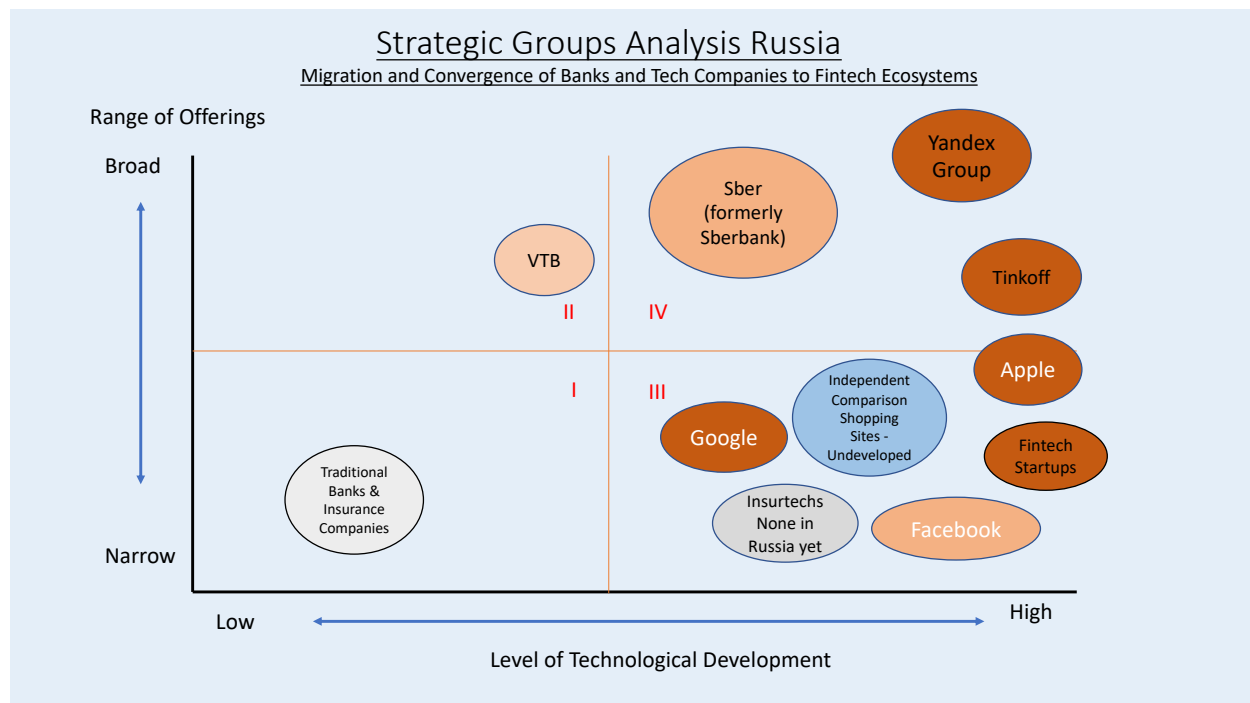 Strategic Groups Analysis Russia
Migration and Convergence of Banks and Tech Companies to Fintech Ecosystems
Range of Offerings
Broad
Yandex
Group
Sber
(formerly
Sberbank)
VTB
Tinkoff
II
IV
I
III
Apple
Independent
Comparison
Shopping
Sites -
Undeveloped
Google
Fintech
Startups
Traditional
Banks &
Insurance
Companies
Insurtechs
None in
Russia yet
Facebook
Narrow
Low
High
Level of Technological Development